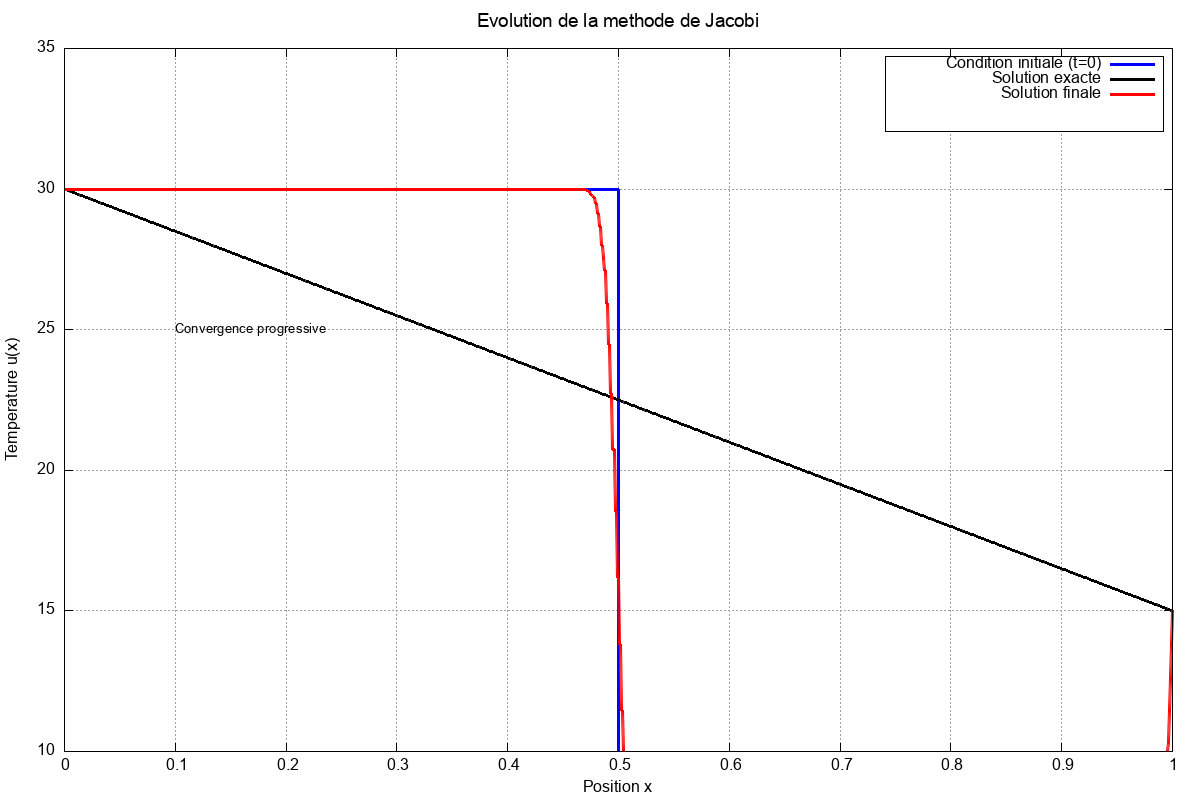 Evolution de la methode de Jacobi
Condition initiale (t=0)
Solution exacte
Solution finale
35
30
25
20
15
10
Convergence progressive
Temperature u(x)
0 0.1 0.2 0.3 0.4 0.5 0.6 0.7 0.8 0.9 1
Position x